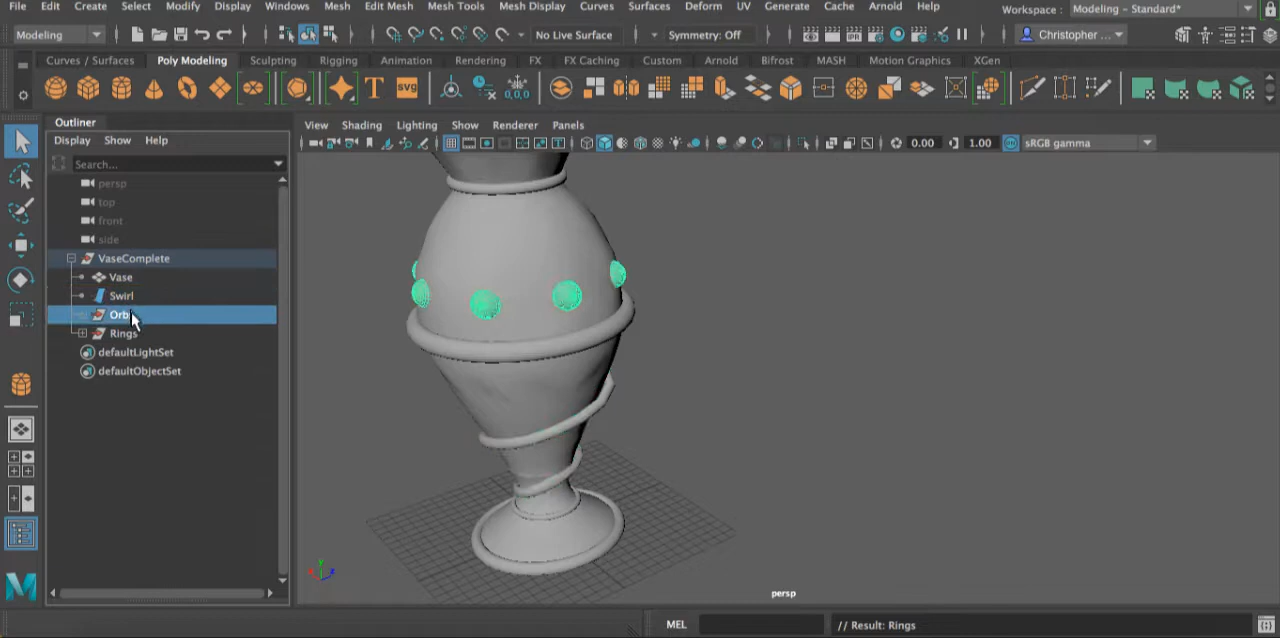 File Edit Create Select Modify Display Windows Mesh Edit Mesh Mesh Tools Mesh Display Curves Surfaces Deform UV Generate Cache Arnold Help Workspace : Modeling - Standard*
Modeling No Live Surface Symmetry: Off Christopher ...
Curves / Surfaces Poly Modeling Sculpting Rigging Animation Rendering FX FX Caching Custom Arnold Bifrost MASH Motion Graphics XGen
T SVG 0,0,0
Outliner
Display Show Help
Search...
persp
top
front
side
VaseComplete
Vase
Swirl
Rings
defaultLightSet
defaultObjectSet
View Shading Lighting Show Renderer Panels
0.00 1.00 sRGB gamma
persp
MEL // Result: Rings